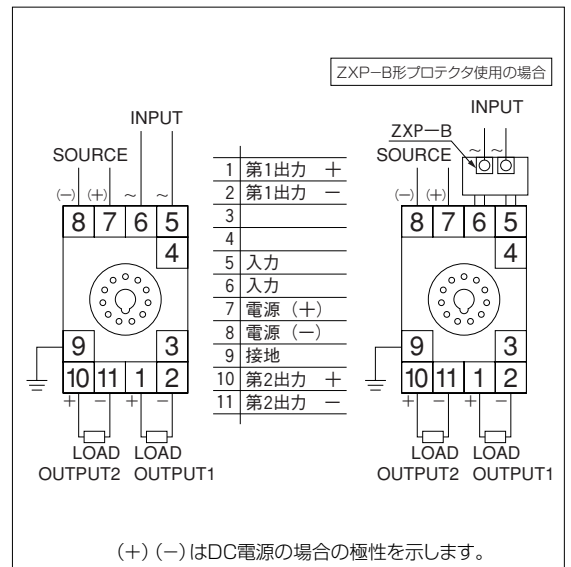 ZXP−B形プロテクタ使用の場合
INPUT
SOURCE
(−) (+) ~ ~
8 7 6 5
4
9 3
10 11 1 2
+ − + −
LOAD LOAD
OUTPUT2 OUTPUT1
1 第1出力 +
2 第1出力 −
3
4
5 入力
6 入力
7 電源 (+)
8 電源 (−)
9 接地
10 第2出力 +
11 第2出力 −
INPUT
ZXP−B
SOURCE
~ ~
(−) (+)
8 7 6 5
4
9 3
10 11 1 2
+ − + −
LOAD LOAD
OUTPUT2 OUTPUT1
(+) (−) はDC電源の場合の極性を示します。